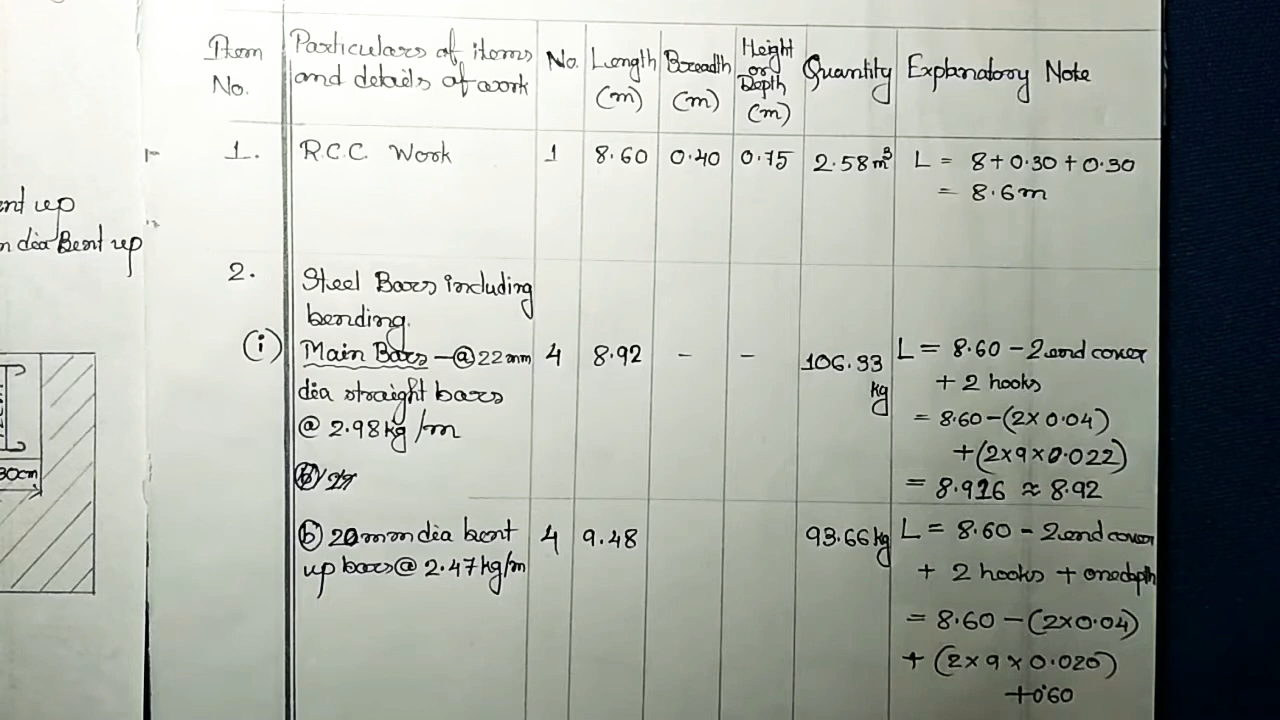 Item No.
Particulars of items and details of work
No.
Length (m)
Breadth (m)
Height or Depth (m)
Quantity
Explanatory Note
1. R.C.C. Work 1 8.60 0.40 0.75 2.58m³ L = 8+0.30+0.30
= 8.6m
ent up
dia Bent up
2. Steel Bars including
bending.
(i) Main Bars - @ 22mm 4 8.92 - - 106.33 kg L = 8.60 - 2 end cover
+ 2 hooks
dia straight bars
= 8.60-(2×0.04)
@ 2.98kg/m
+(2×9×0.022)
= 8.916 ≈ 8.92
30cm
(b) 20mm dia bent 4 9.48 93.66kg L = 8.60 - 2 end cover
up bars@ 2.47kg/m
+ 2 hooks + one depth
= 8.60 - (2×0.04)
+ (2×9×0.020)
+0.60